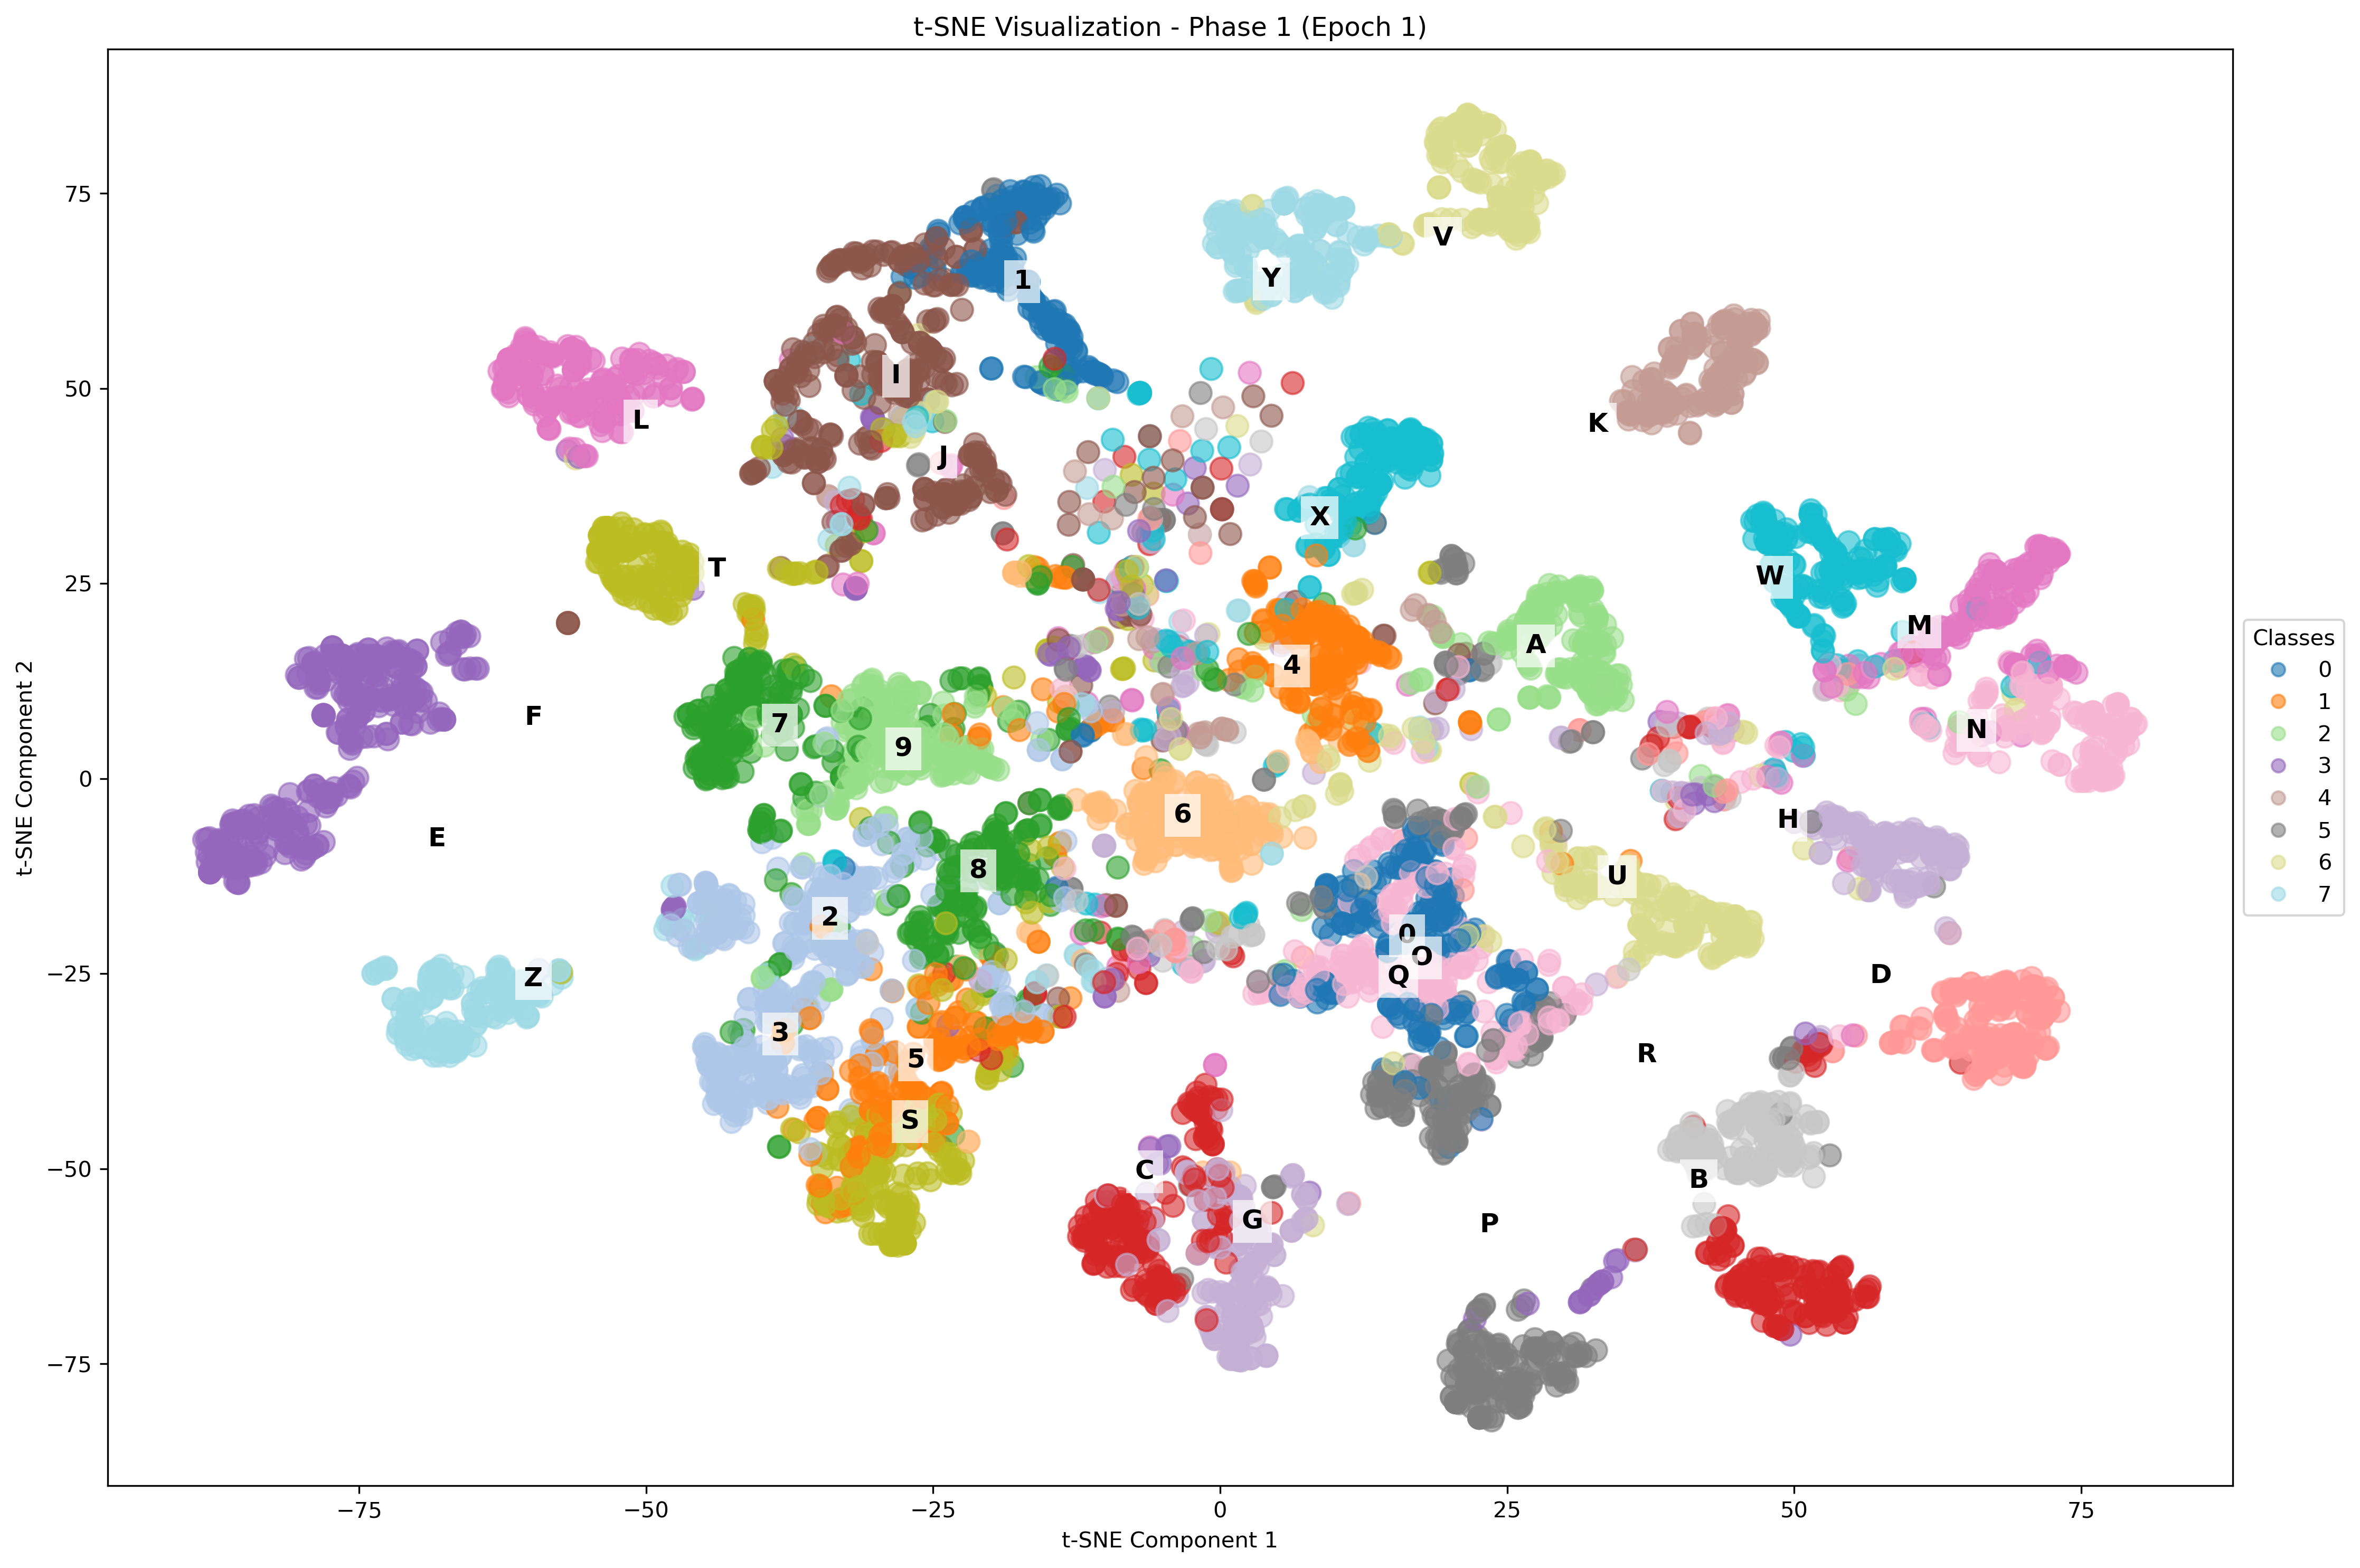 t-SNE Visualization - Phase 1 (Epoch 1)
t-SNE Component 2
75
50
25
0
−25
−50
−75
V
Y
1
I
L
K
J
X
T
W
M
A
4
F
7
9
N
6
H
E
8
U
2
0
O
Q
D
Z
3
5
R
S
C
B
G
P
Classes
0
1
2
3
4
5
6
7
−75
−50
−25
0
25
50
75
t-SNE Component 1